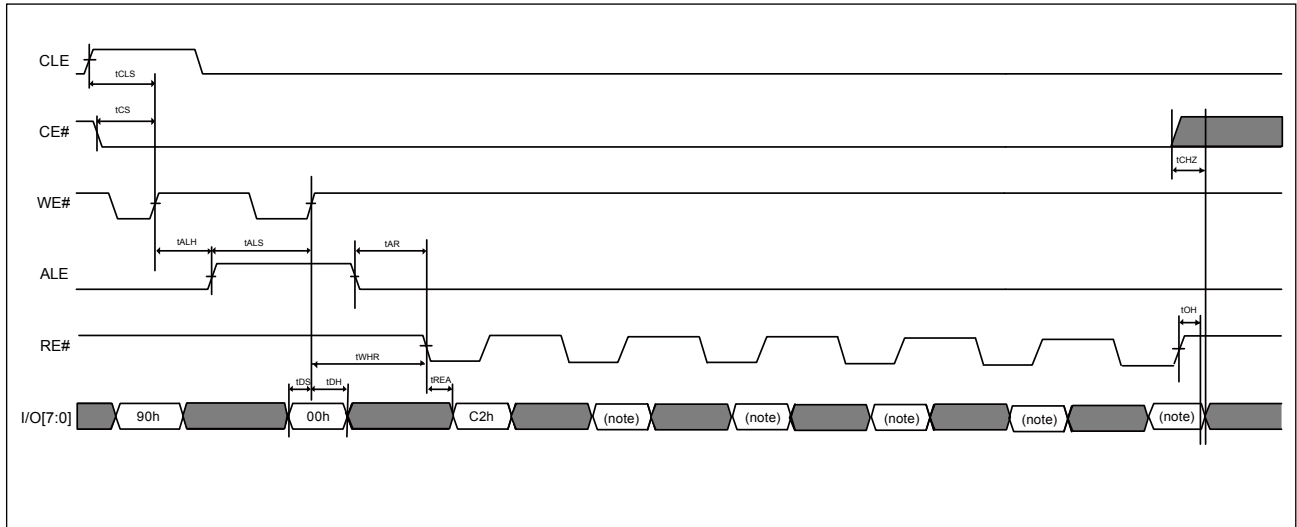 CLE
tCLS
tCS
CE#
tCHZ
WE#
tALH tALS tAR
ALE
tOH
RE#
tWHR
tDS tDH tREA
I/O[7:0] 90h 00h C2h (note) (note) (note) (note) (note)